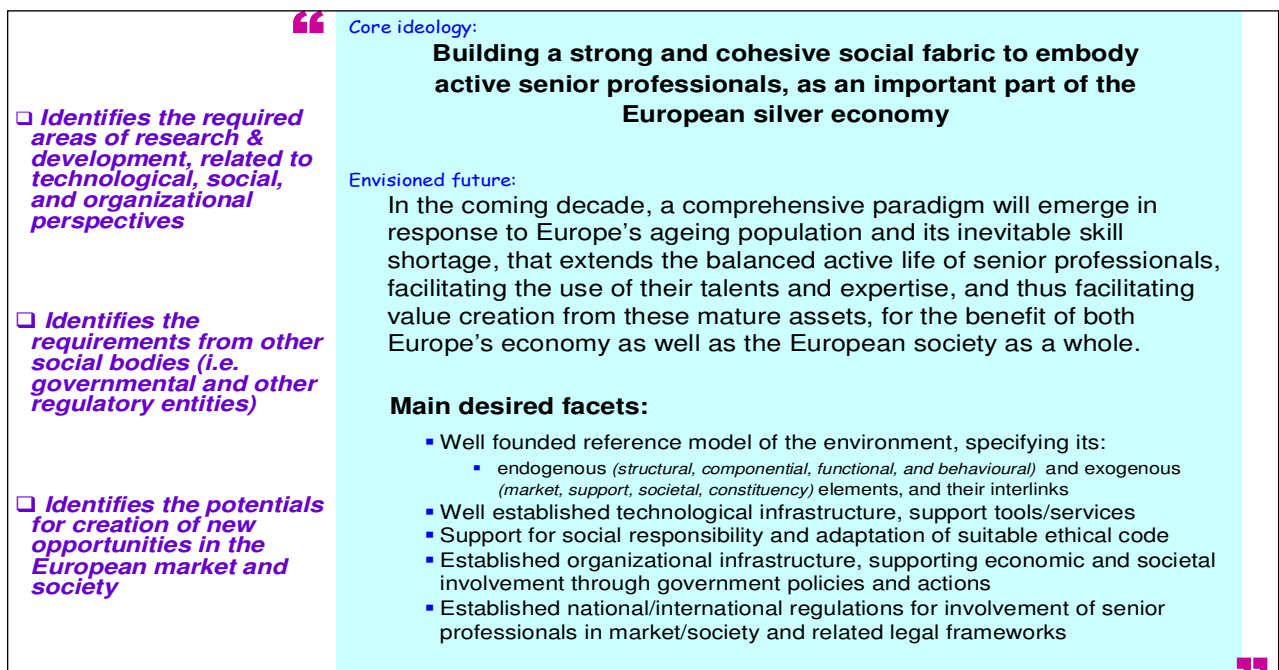 “
❑ Identifies the required
areas of research &
development, related to
technological, social,
and organizational
perspectives
❑ Identifies the
requirements from other
social bodies (i.e.
governmental and other
regulatory entities)
❑ Identifies the potentials
for creation of new
opportunities in the
European market and
society
Core ideology:
Building a strong and cohesive social fabric to embody
active senior professionals, as an important part of the
European silver economy
Envisioned future:
In the coming decade, a comprehensive paradigm will emerge in
response to Europe’s ageing population and its inevitable skill
shortage, that extends the balanced active life of senior professionals,
facilitating the use of their talents and expertise, and thus facilitating
value creation from these mature assets, for the benefit of both
Europe’s economy as well as the European society as a whole.
Main desired facets:
▪ Well founded reference model of the environment, specifying its:
▪ endogenous (structural, componential, functional, and behavioural) and exogenous
(market, support, societal, constituency) elements, and their interlinks
▪ Well established technological infrastructure, support tools/services
▪ Support for social responsibility and adaptation of suitable ethical code
▪ Established organizational infrastructure, supporting economic and societal
involvement through government policies and actions
▪ Established national/international regulations for involvement of senior
professionals in market/society and related legal frameworks
”